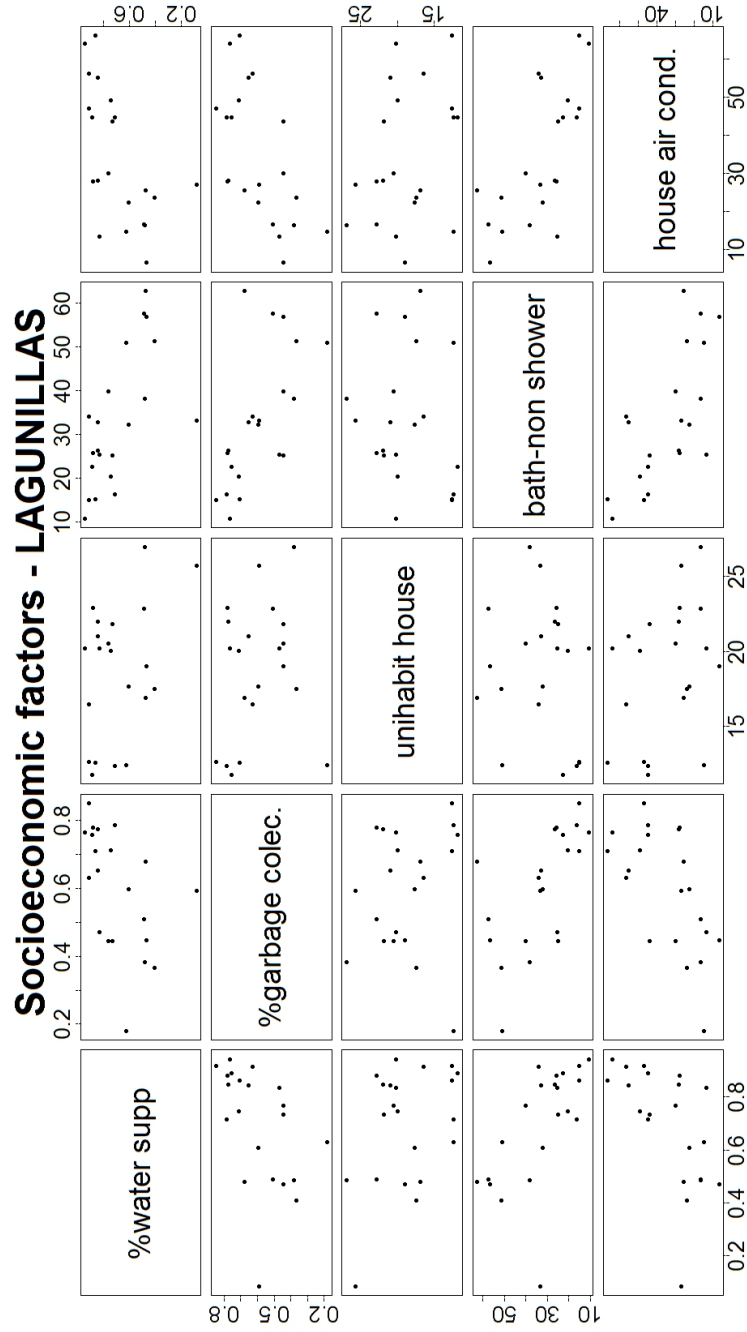 Socioeconomic factors - LAGUNILLAS
0.2 0.4 0.6 0.8
10 20 30 40 50 60
%water supp
0.6
0.2
%garbage colec.
0.8
0.5
0.2
unihabit house
25
15
bath-non shower
50
30
10
house air cond.
40
10
0.2 0.4 0.6 0.8
15 20 25
10 30 50